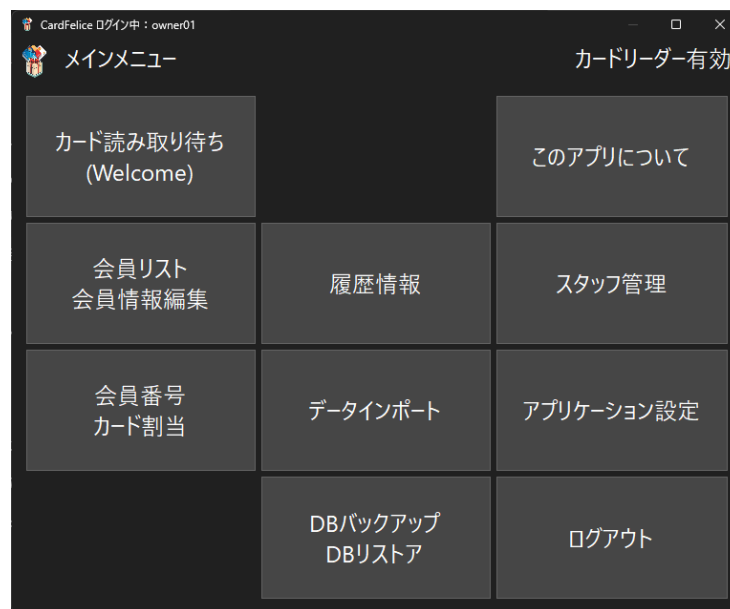 CardFelice ログイン中：owner01
メインメニュー
カードリーダー有効
カード読み取り待ち
(Welcome)
このアプリについて
会員リスト
会員情報編集
履歴情報
スタッフ管理
会員番号
カード割当
データインポート
アプリケーション設定
DBバックアップ
DBリストア
ログアウト